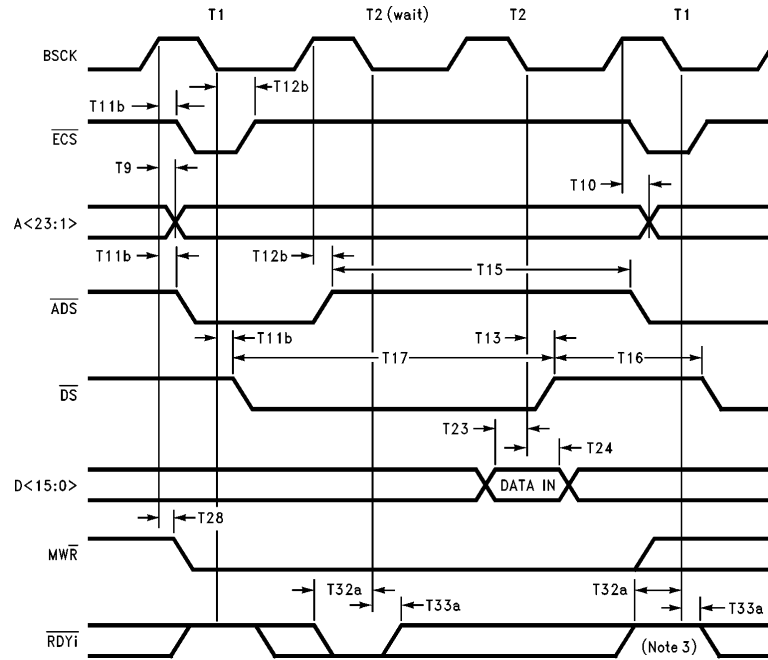 T1 T2 (wait) T2 T1
BSCK
T12b
T11b
ECS
T9
T10
A<23:1>
T11b T12b
T15
ADS
T11b T13
T17 T16
DS
T23
T24
D<15:0> DATA IN
T28
MWR
T32a T32a
T33a T33a
RDYi (Note 3)